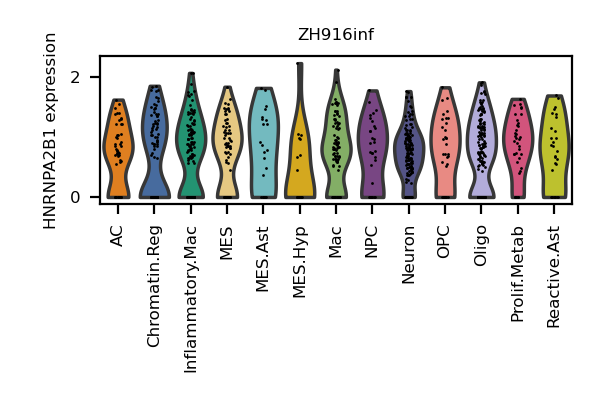 ZH916inf
HNRNPA2B1 expression
2
0
AC
Chromatin.Reg
Inflammatory.Mac
MES
MES.Ast
MES.Hyp
Mac
NPC
Neuron
OPC
Oligo
Prolif.Metab
Reactive.Ast